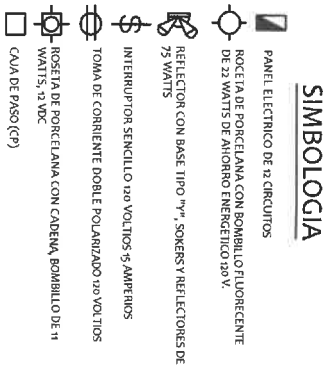 SIMBOLOGIA
PANEL ELECTRICO DE 12 CIRCUITOS
ROCETA DE PORCELANA CON BOMBILLO FLUORECENTE
DE 22 WATTS DE AHORRO ENERGETICO 120 V.
REFLECTOR CON BASE TIPO "Y", SOKERS Y REFLECTORES DE
75 WATTS
INTERRUPTOR SENCILLO 120 VOLTIOS 15 AMPERIOS
TOMA DE CORRIENTE DOBLE POLARIZADO 120 VOLTIOS
ROSETA DE PORCELANA CON CADENA, BOMBILLO DE 11
WATTS, 12 VDC
CAJA DE PASO (CP)